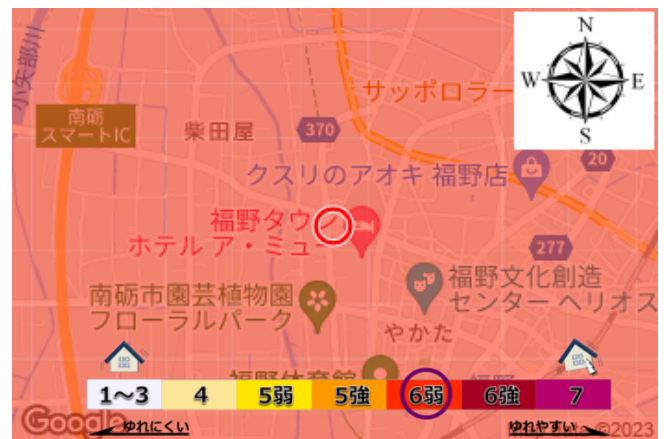 N
W E
S
小矢部川
サッポロラー
南砺
スマートIC
柴田屋
370
20
クスリのアオキ 福野店
福野タウン
ホテル ア・ミュー
277
福野文化創造
センター ヘリオス
南砺市園芸植物園
フローラルパーク
やかた
福野体育館
1～3 4 5弱 5強 6弱 6強 7
Google
ゆれにくい
ゆれやすい
©2023